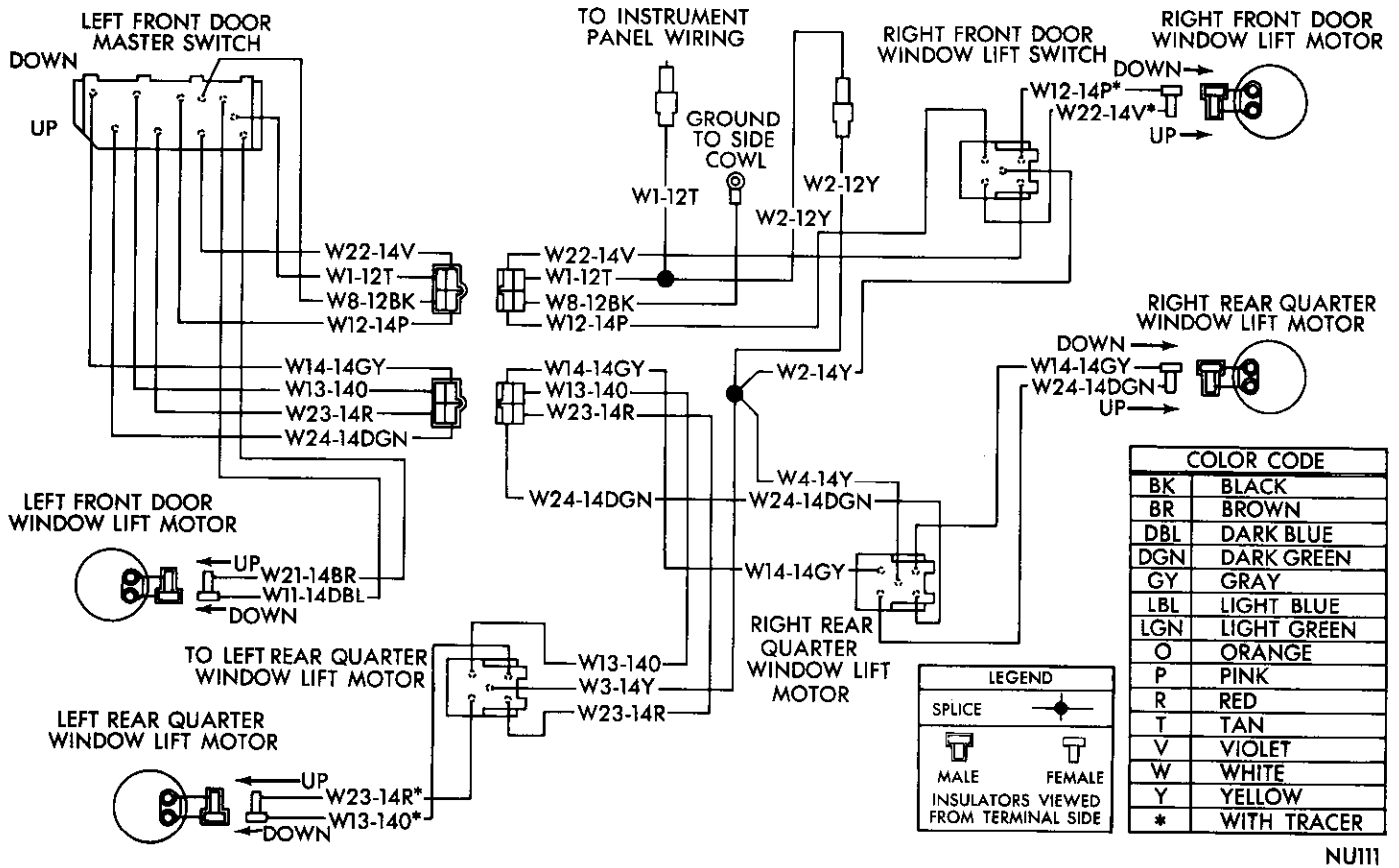 LEFT FRONT DOOR
MASTER SWITCH
DOWN
UP
TO INSTRUMENT
PANEL WIRING
GROUND
TO SIDE
COWL
W1-12T
W2-12Y
W2-12Y
RIGHT FRONT DOOR
WINDOW LIFT SWITCH
RIGHT FRONT DOOR
WINDOW LIFT MOTOR
DOWN
W12-14P*
W22-14V*
UP
W22-14V
W1-12T
W8-12BK
W12-14P
W22-14V
W1-12T
W8-12BK
W12-14P
W14-14GY
W13-140
W23-14R
W24-14DGN
W14-14GY
W13-140
W23-14R
W24-14DGN
W2-14Y
W4-14Y
W24-14DGN
W14-14GY
RIGHT REAR QUARTER
WINDOW LIFT MOTOR
DOWN
W14-14GY
W24-14DGN
UP
LEFT FRONT DOOR
WINDOW LIFT MOTOR
UP
W21-14BR
W11-14DBL
DOWN
RIGHT REAR
QUARTER
WINDOW LIFT
MOTOR
TO LEFT REAR QUARTER
WINDOW LIFT MOTOR
W13-140
W3-14Y
W23-14R
LEFT REAR QUARTER
WINDOW LIFT MOTOR
UP
W23-14R*
W13-140*
DOWN
LEGEND
SPLICE
MALE FEMALE
INSULATORS VIEWED
FROM TERMINAL SIDE
COLOR CODE
BK BLACK
BR BROWN
DBL DARK BLUE
DGN DARK GREEN
GY GRAY
LBL LIGHT BLUE
LGN LIGHT GREEN
O ORANGE
P PINK
R RED
T TAN
V VIOLET
W WHITE
Y YELLOW
* WITH TRACER
NU111